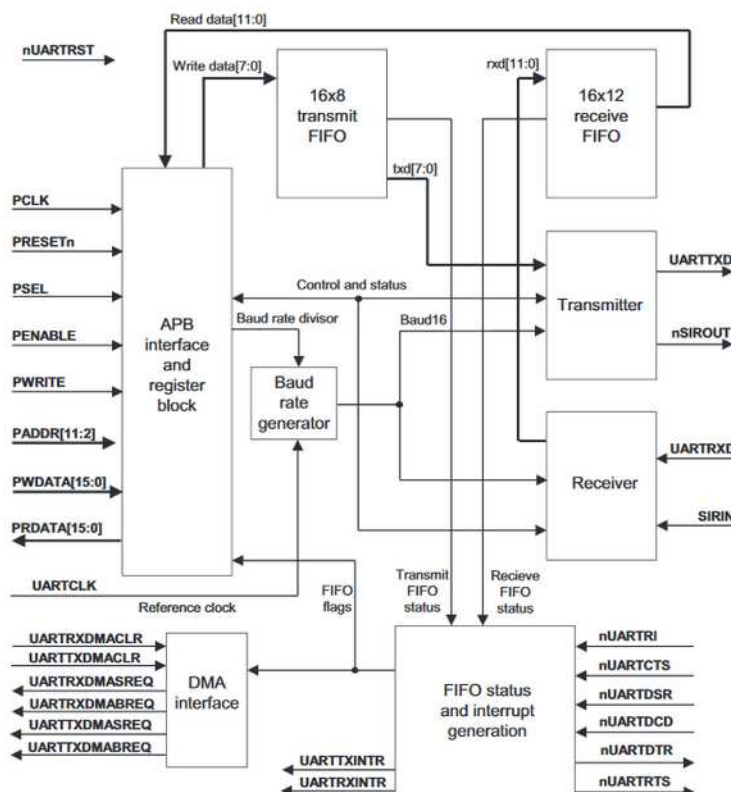 Read data[11:0]
nUARTRST
Write data[7:0]
rxd[11:0]
16x8
transmit
FIFO
16x12
receive
FIFO
txd[7:0]
PCLK
PRESETn
PSEL
PENABLE
PWRITE
PADDR[11:2]
PWDATA[15:0]
PRDATA[15:0]
APB
interface
and
register
block
Control and status
Baud rate divisor
Baud16
Baud
rate
generator
Transmitter
UARTTXD
nSIROUT
Receiver
UARTRXD
SIRIN
UARTCLK
Reference clock
FIFO
flags
Transmit
FIFO
status
Recieve
FIFO
status
UARTRXDMACLR
UARTTXDMACLR
UARTRXDMASREQ
UARTRXDMABREQ
UARTTXDMASREQ
UARTTXDMABREQ
DMA
interface
FIFO status
and interrupt
generation
nUARTRI
nUARTCTS
nUARTDSR
nUARTDCD
nUARTDTR
nUARTRTS
UARTTXINTR
UARTRXINTR